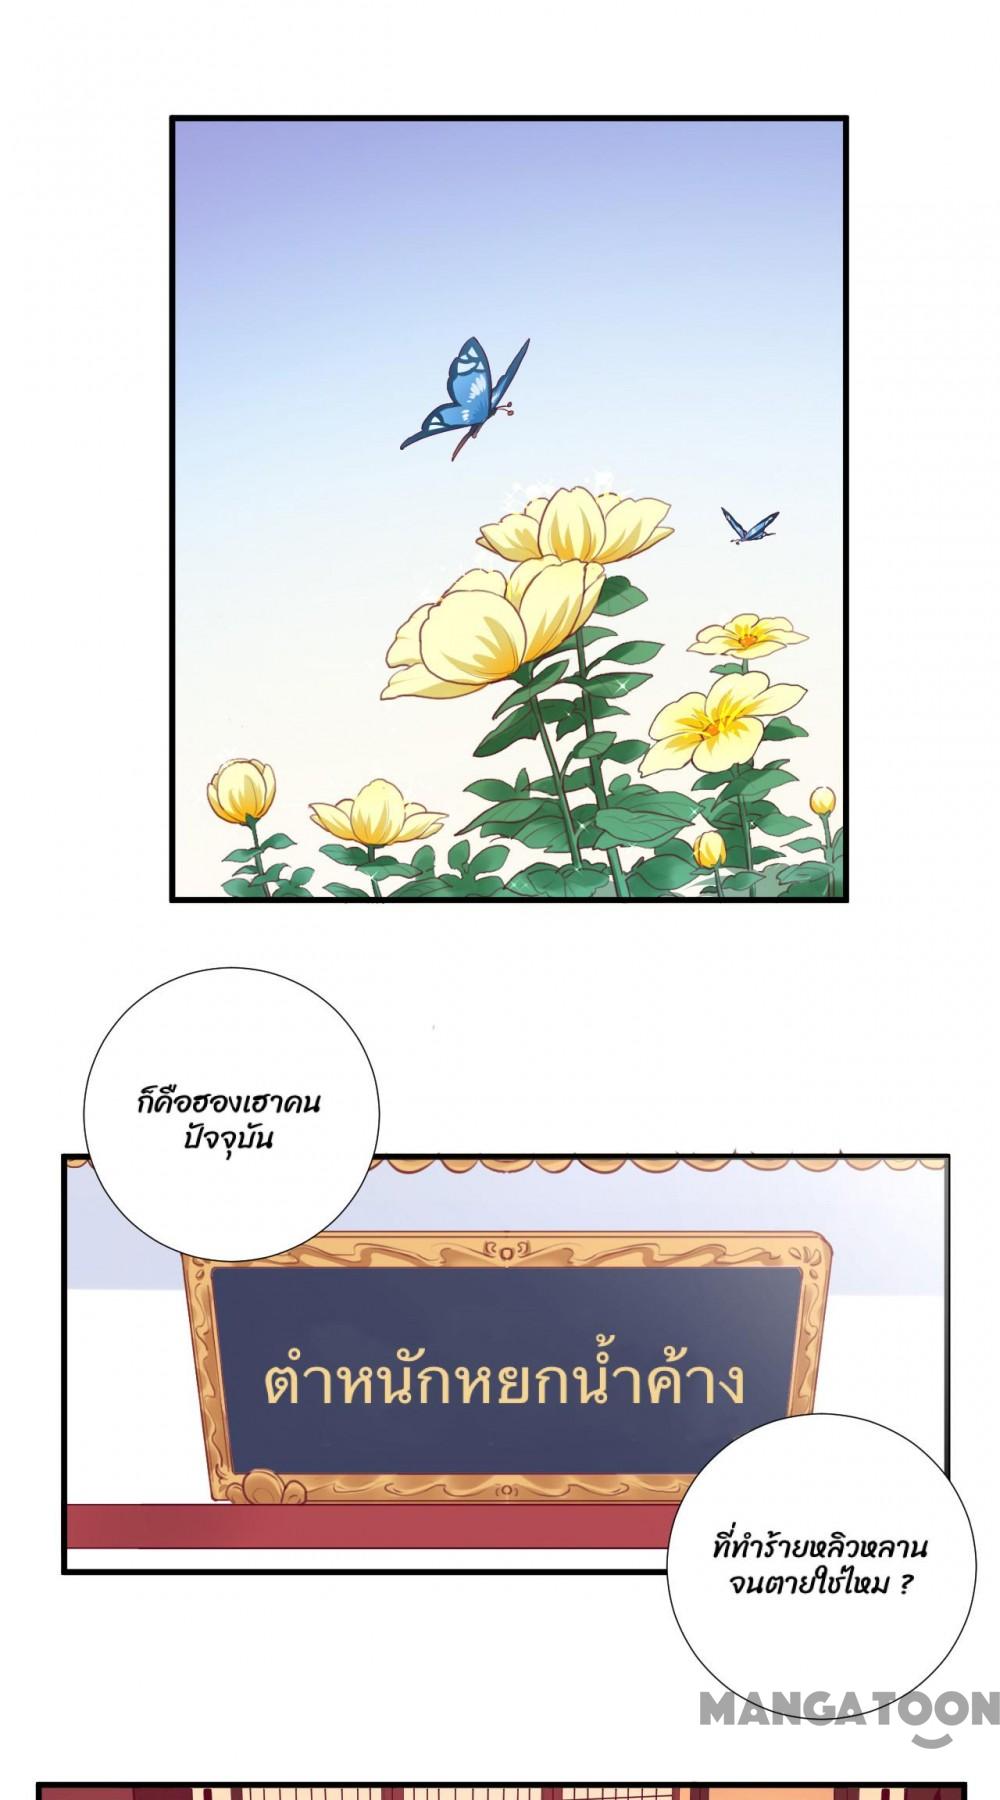 ก็คือฮองเฮาคน
ปัจจุบัน
ตำหนักหยกน้ำค้าง
ที่ทำร้ายหลิวหลาน
จนตายใช่ไหม ?
MANGATOON